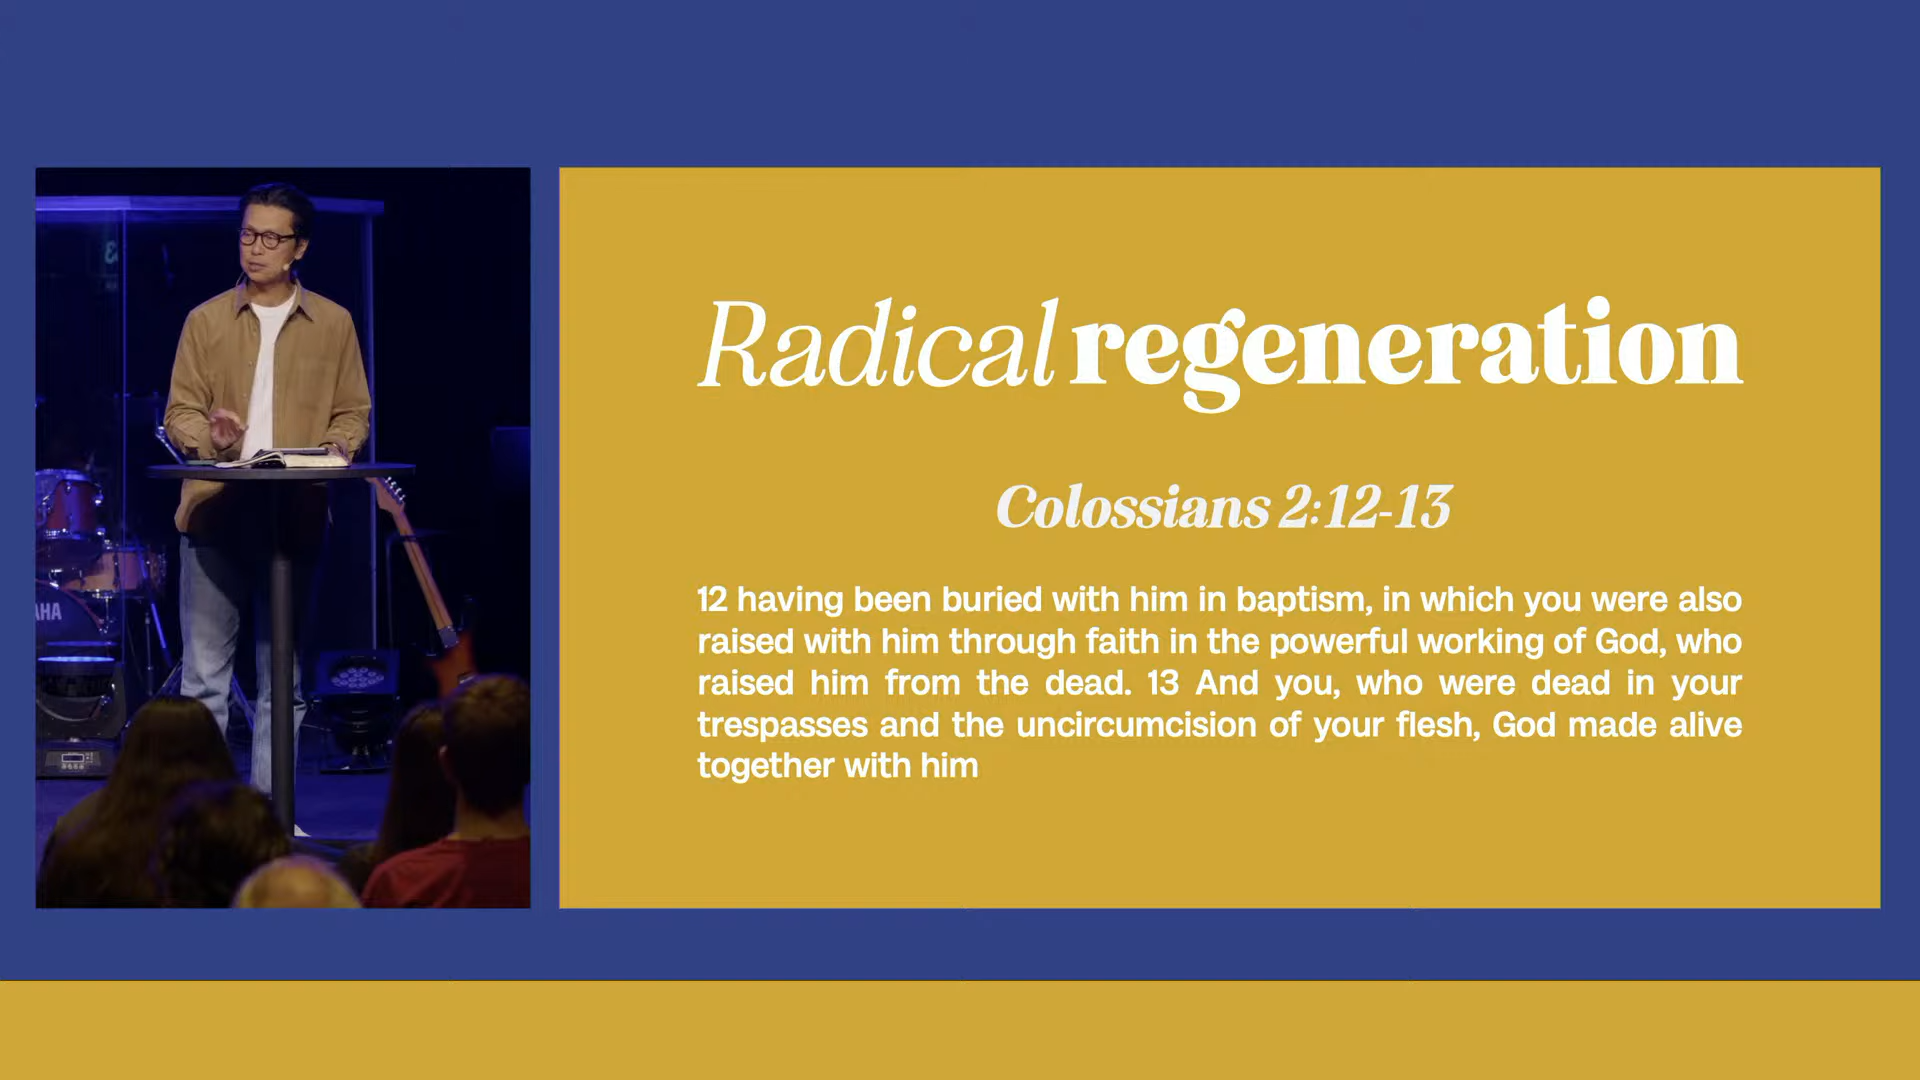 Radical regeneration
Colossians 2:12-13
12 having been buried with him in baptism, in which you were also
raised with him through faith in the powerful working of God, who
raised him from the dead. 13 And you, who were dead in your
trespasses and the uncircumcision of your flesh, God made alive
together with him
AHA